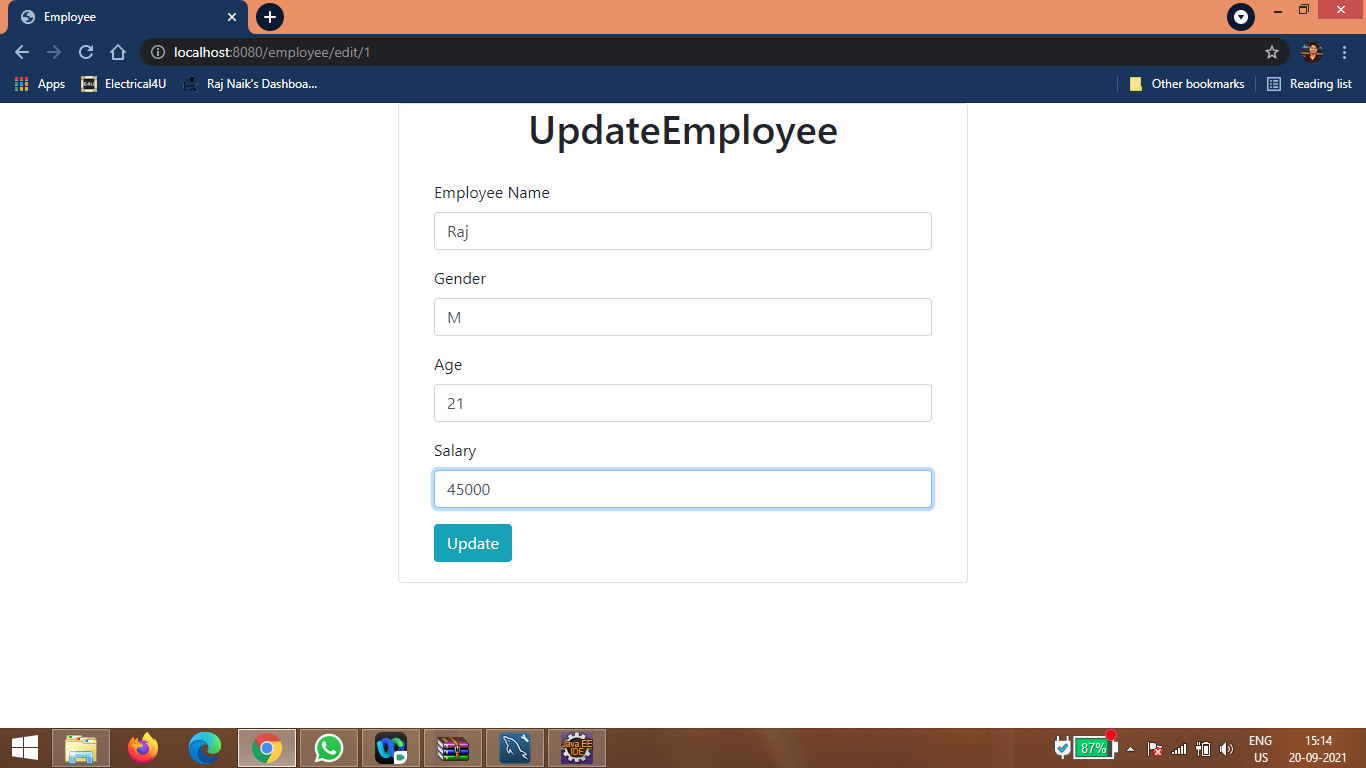 Employee
localhost:8080/employee/edit/1
Apps
Electrical4U
Raj Naik's Dashboa...
Other bookmarks
Reading list
UpdateEmployee
Employee Name
Raj
Gender
M
Age
21
Salary
45000
Update
Java EE
IDE
87%
ENG
US
15:14
20-09-2021